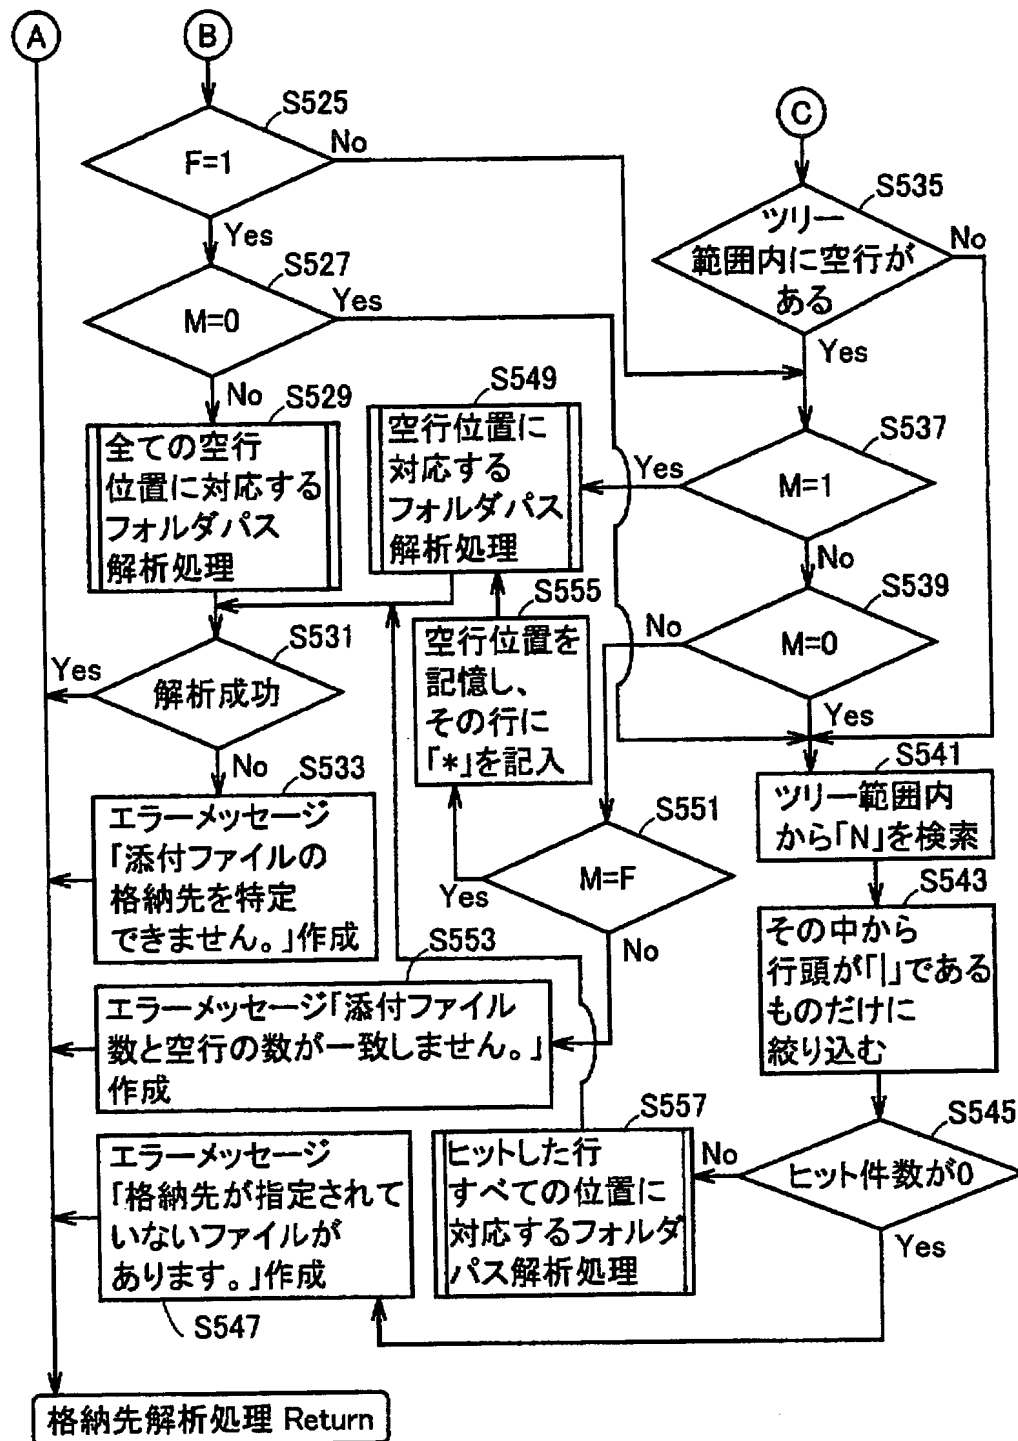 A
B
S525
F=1
No
Yes
C
S535
ツリー
範囲内に空行が
ある
No
Yes
S527
M=0
Yes
No
S529
全ての空行
位置に対応する
フォルダパス
解析処理
S549
空行位置に
対応する
フォルダパス
解析処理
S537
M=1
Yes
No
S539
M=0
No
Yes
S555
空行位置を
記憶し、
その行に
「*」を記入
S531
解析成功
Yes
No
S533
エラーメッセージ
「添付ファイルの
格納先を特定
できません。」作成
S541
ツリー範囲内
から「N」を検索
S551
M=F
Yes
No
S543
その中から
行頭が「|」である
ものだけに
絞り込む
S553
エラーメッセージ「添付ファイル
数と空行の数が一致しません。」
作成
S545
ヒット件数が0
No
Yes
S557
ヒットした行
すべての位置に
対応するフォルダ
パス解析処理
エラーメッセージ
「格納先が指定されて
いないファイルが
あります。」作成
S547
格納先解析処理 Return